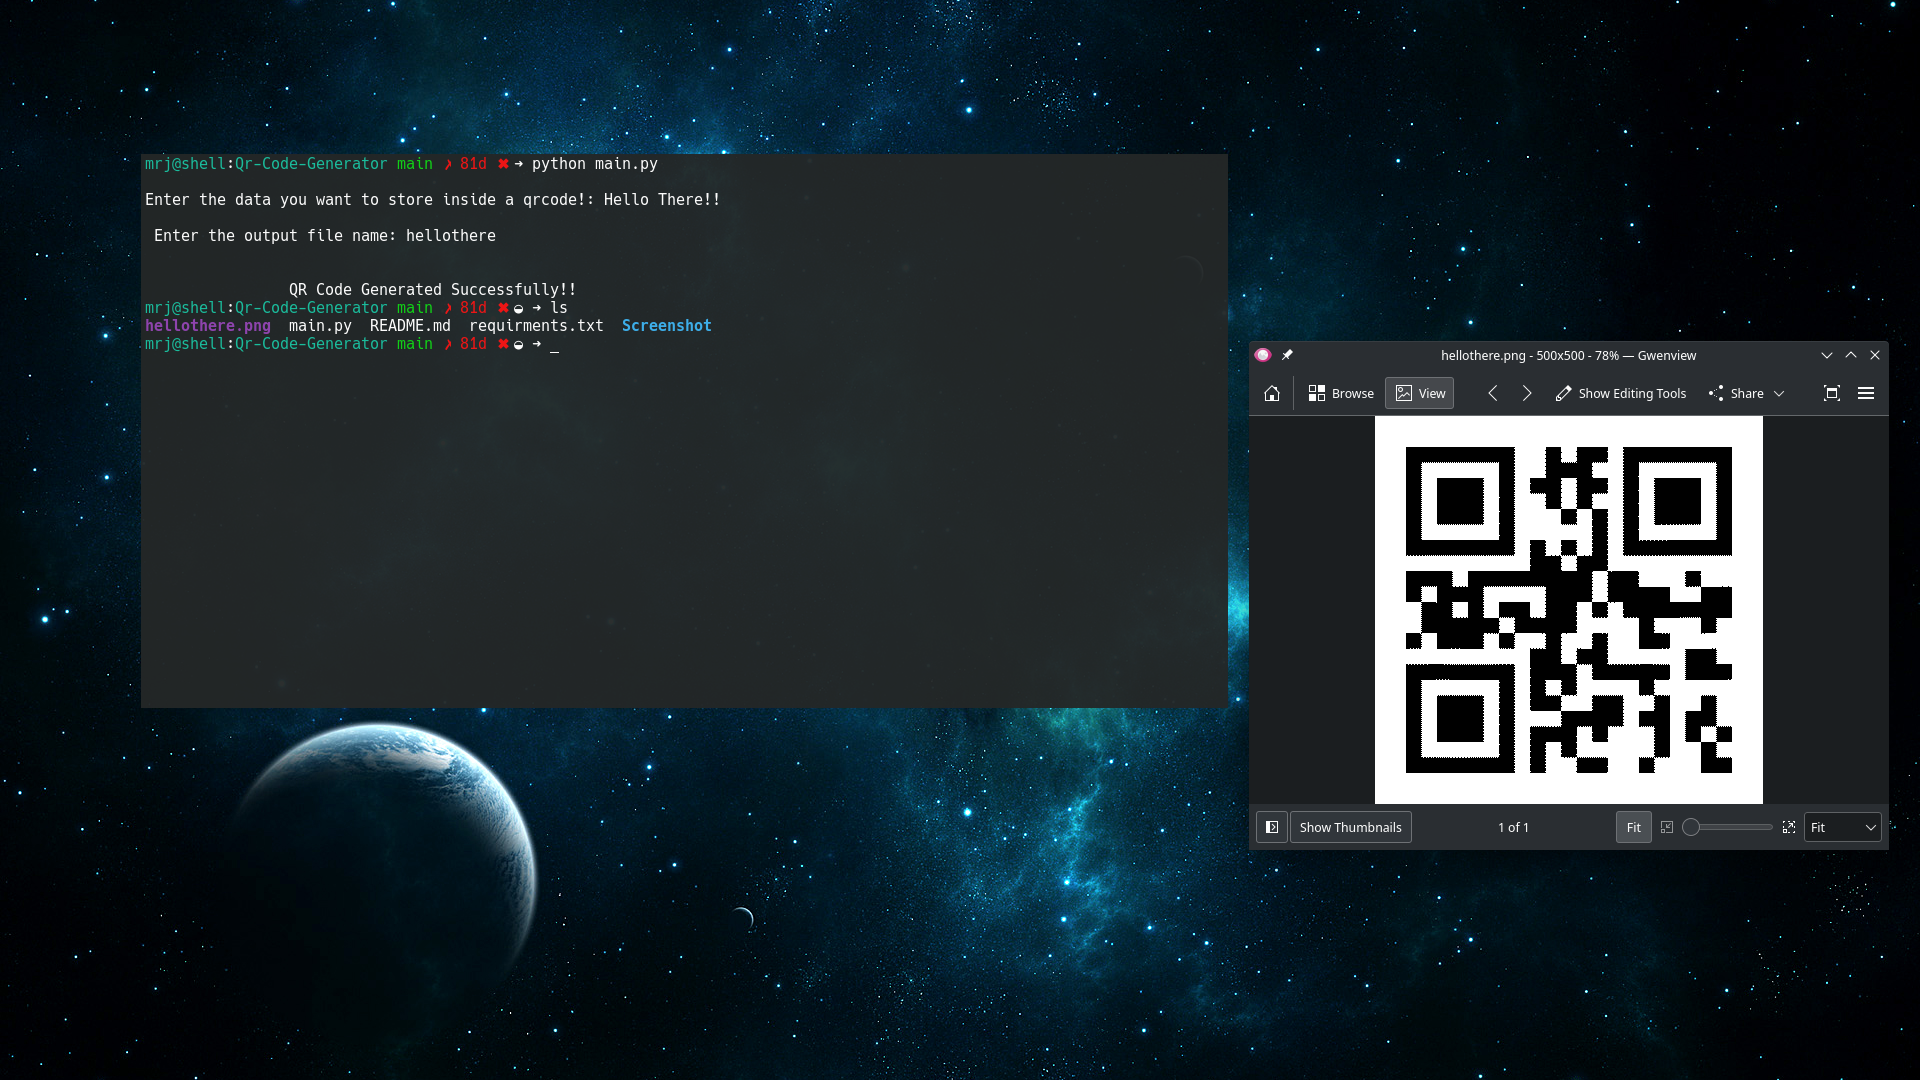 mrj@shell:Qr-Code-Generator main ✗ 81d ✖ ➜ python main.py
Enter the data you want to store inside a qrcode!: Hello There!!
Enter the output file name: hellothere
QR Code Generated Successfully!!
mrj@shell:Qr-Code-Generator main ✗ 81d ✖ ◒ ➜ ls
hellothere.png main.py README.md requirments.txt Screenshot
mrj@shell:Qr-Code-Generator main ✗ 81d ✖ ◒ ➜ _
hellothere.png - 500x500 - 78% — Gwenview
Browse View Show Editing Tools Share
Show Thumbnails 1 of 1 Fit Fit